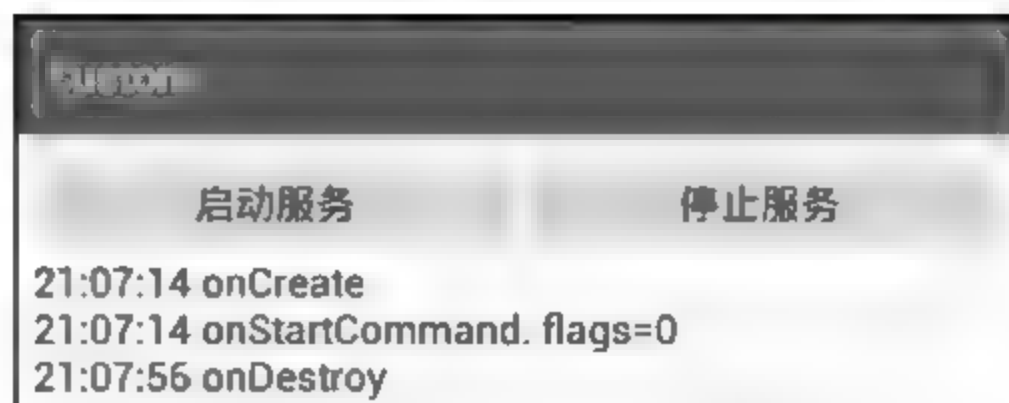 启动服务 停止服务
21:07:14 onCreate
21:07:14 onStartCommand. flags=0
21:07:56 onDestroy